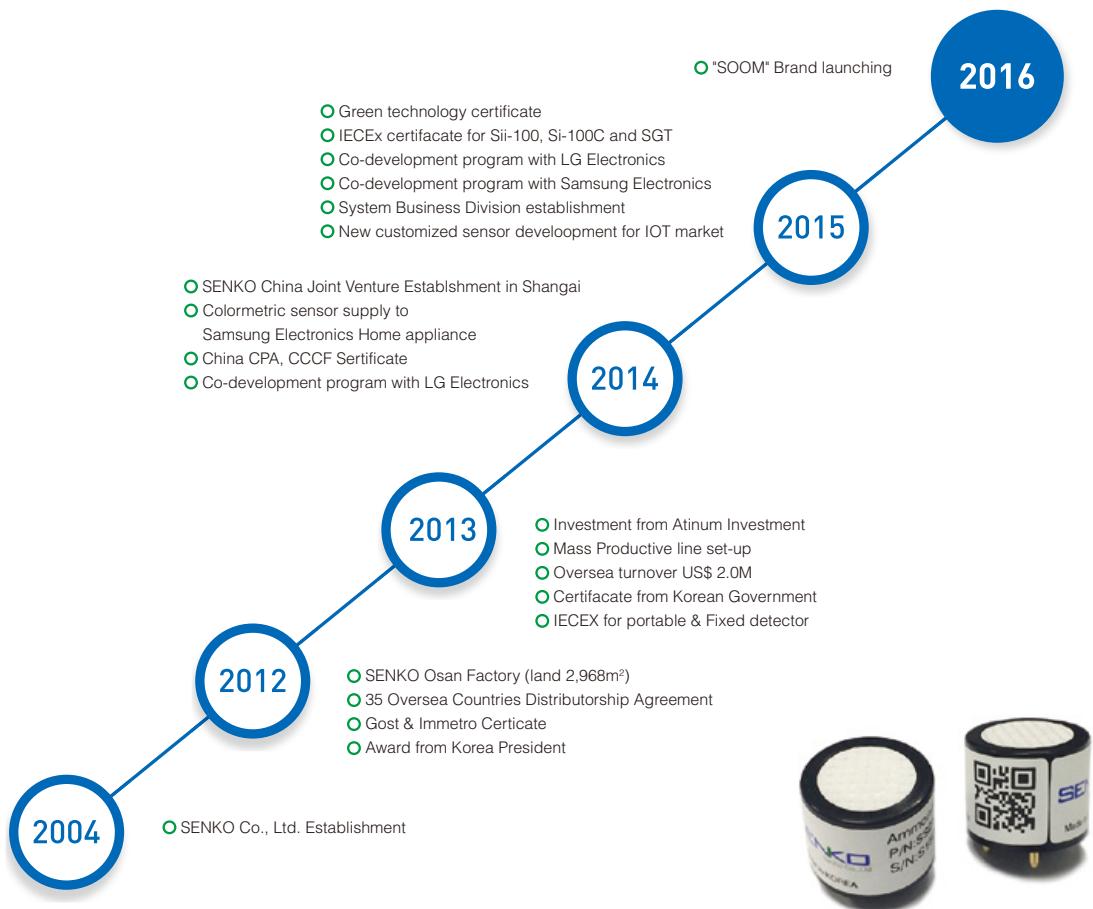 "SOOM" Brand launching
2016
Green technology certificate
IECEx certifacate for Sii-100, Si-100C and SGT
Co-development program with LG Electronics
Co-development program with Samsung Electronics
System Business Division establishment
New customized sensor develoopment for IOT market
2015
SENKO China Joint Venture Establshment in Shangai
Colormetric sensor supply to
Samsung Electronics Home appliance
China CPA, CCCF Sertificate
Co-development program with LG Electronics
2014
2013
Investment from Atinum Investment
Mass Productive line set-up
Oversea turnover US$ 2.0M
Certifacate from Korean Government
IECEX for portable & Fixed detector
2012
SENKO Osan Factory (land 2,968m²)
35 Oversea Countries Distributorship Agreement
Gost & Immetro Certicate
Award from Korea President
2004
SENKO Co., Ltd. Establishment
SENKO
P/N:
S/N:
KOREA
SEN
Made